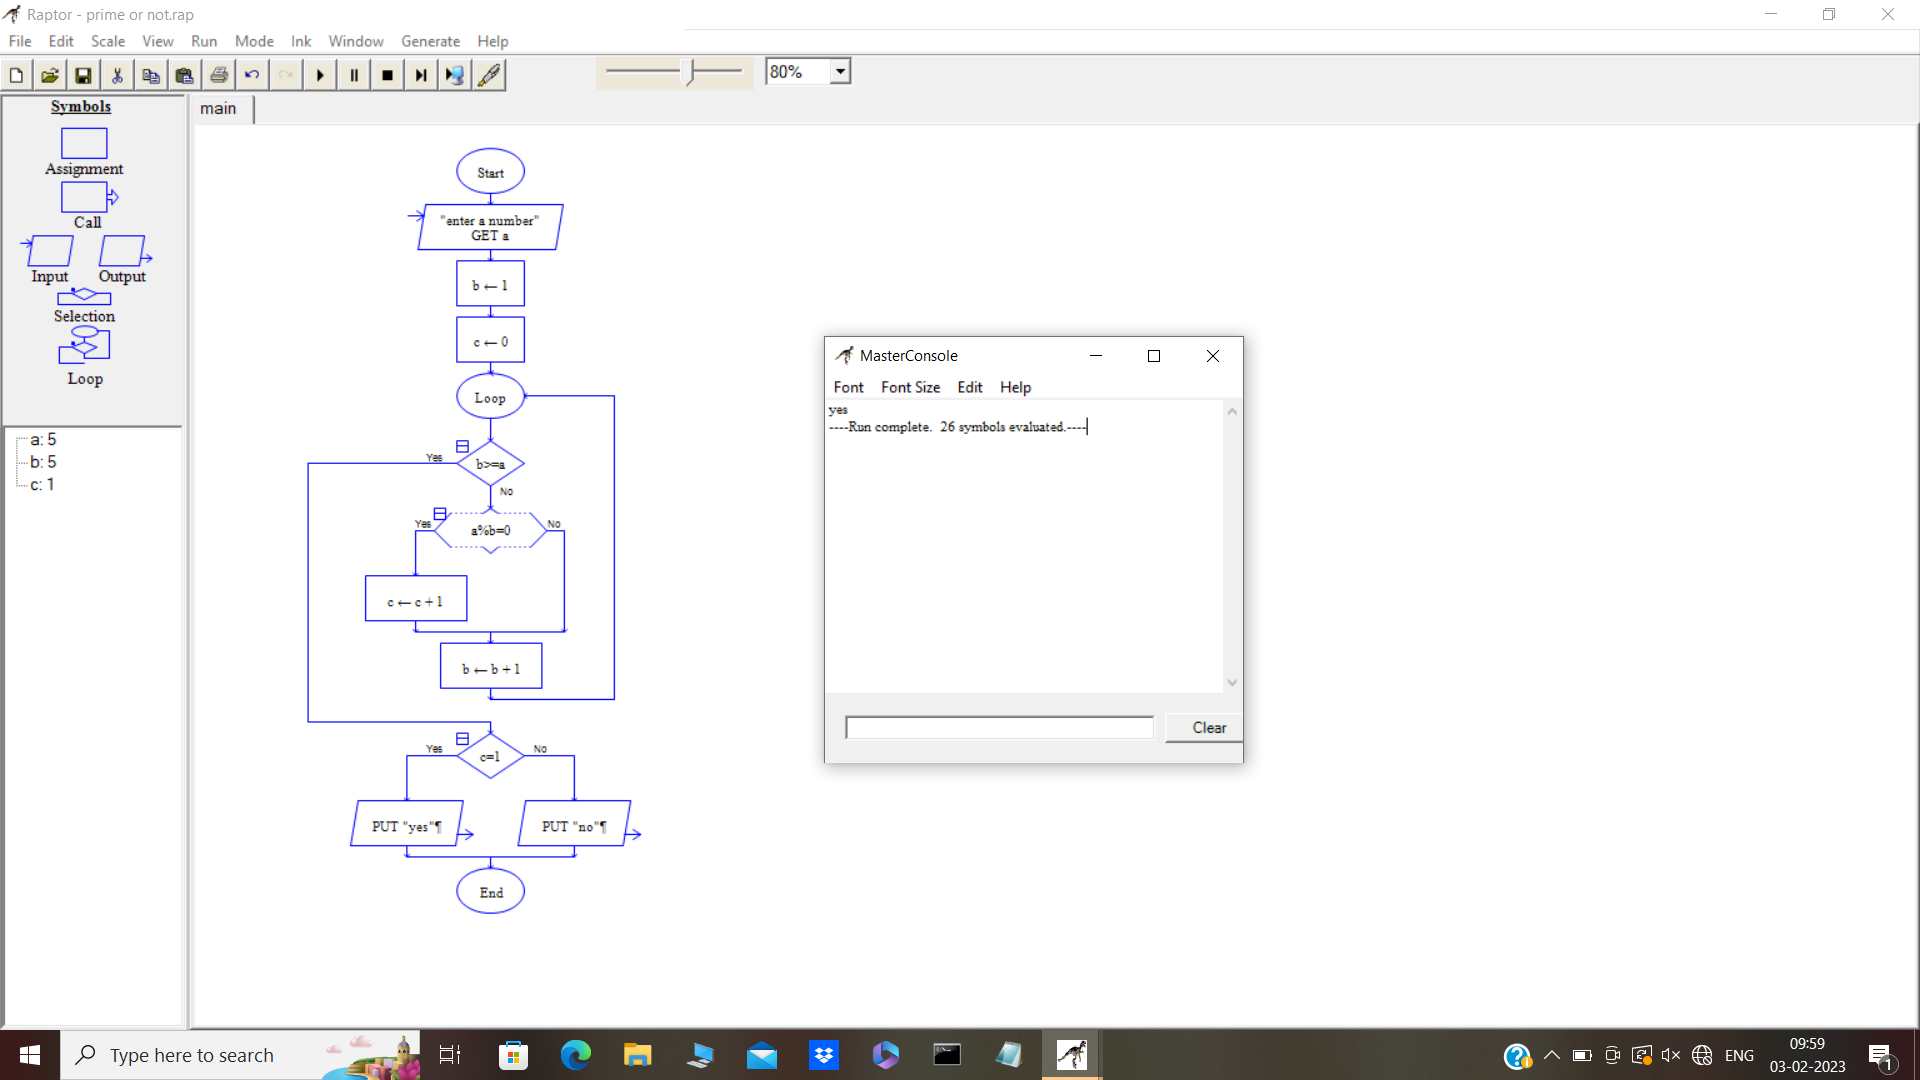 Raptor - prime or not.rap
File Edit Scale View Run Mode Ink Window Generate Help
80%
Symbols
Assignment
Call
Input Output
Selection
Loop
a: 5
b: 5
c: 1
main
Start
"enter a number"
GET a
b ← 1
c ← 0
Loop
Yes
b>=a
No
Yes
a%b=0
No
c ← c + 1
b ← b + 1
Yes
c=1
No
PUT "yes"¶
PUT "no"¶
End
MasterConsole
Font Font Size Edit Help
yes
----Run complete. 26 symbols evaluated.----
Clear
Type here to search
ENG
09:59
03-02-2023
1